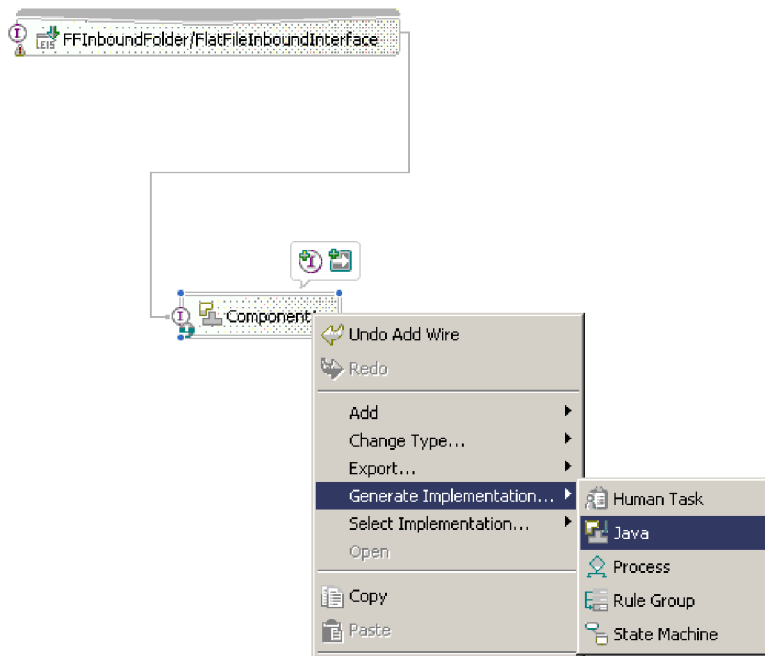 I
EIS FFInboundFolder/FlatFileInboundInterface
I
I Component
Undo Add Wire
Redo
Add
Change Type...
Export...
Generate Implementation...
Human Task
Select Implementation...
Java
Open
Process
Copy
Rule Group
Paste
State Machine